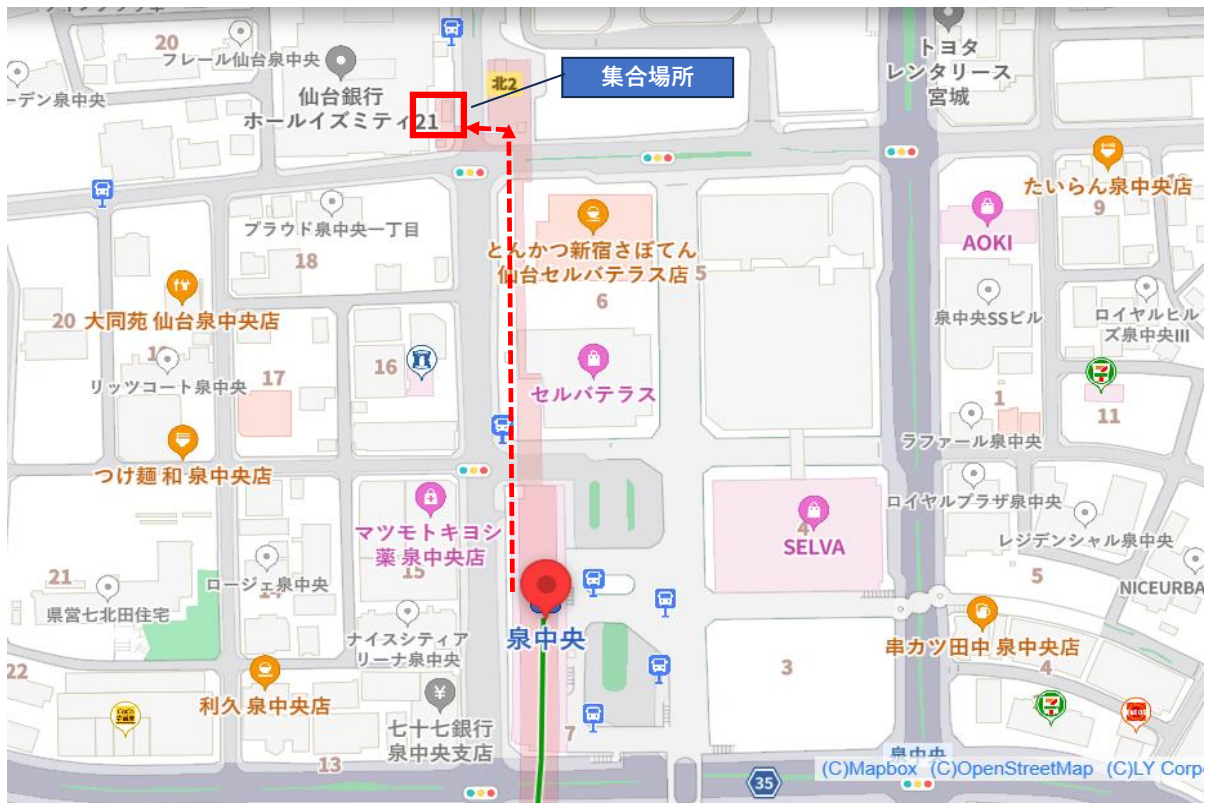 20
フレール仙台泉中央
ーデン泉中央
仙台銀行
ホールイズミティ21
北2
集合場所
トヨタ
レンタリース
宮城
たいらん泉中央店
9
プラウド泉中央一丁目
18
とんかつ新宿さぼてん
仙台セルバテラス店
5
6
AOKI
泉中央SSビル
ロイヤルヒル
ズ泉中央III
20
大同苑 仙台泉中央店
リッツコート泉中央
17
16
セルバテラス
1
11
ラファール泉中央
つけ麺 和 泉中央店
マツモトキヨシ
薬 泉中央店
15
SELVA
4
ロイヤルプラザ泉中央
レジデンシャル泉中央
5
NICEURBA
21
県営七北田住宅
ロージェ泉中央
14
ナイスシティア
リーナ泉中央
泉中央
串カツ田中 泉中央店
4
3
22
利久 泉中央店
七十七銀行
泉中央支店
7
13
35
泉中央
(C)Mapbox (C)OpenStreetMap (C)LY Corp